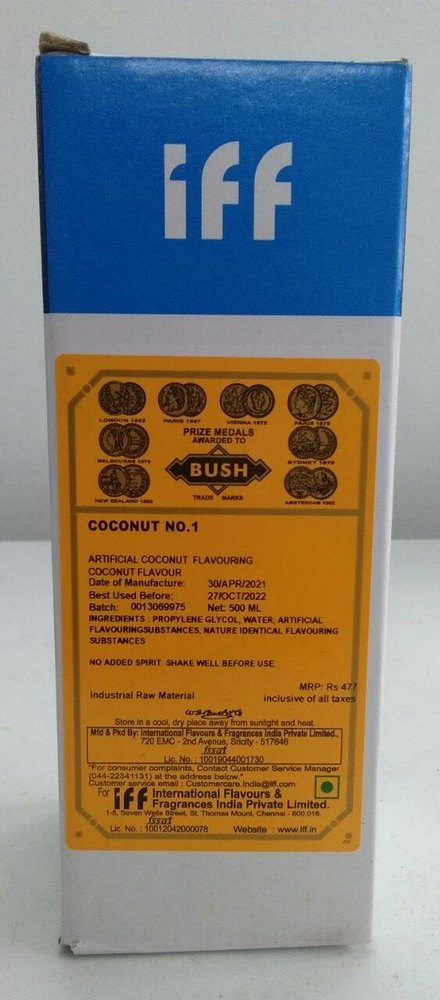 iff
LONDON 1862 PARIS 1867 VIENNA 1873 PARIS 1878
PRIZE MEDALS
AWARDED TO
MELBOURNE 1879 SYDNEY 1879
BUSH
TRADE MARKS
NEW ZEALAND 1882 AMSTERDAM 1883
COCONUT NO.1
ARTIFICIAL COCONUT FLAVOURING
COCONUT FLAVOUR
Date of Manufacture: 30/APR/2021
Best Used Before: 27/OCT/2022
Batch: 0013069975 Net: 500 ML
INGREDIENTS : PROPYLENE GLYCOL, WATER, ARTIFICIAL
FLAVOURINGSUBSTANCES, NATURE IDENTICAL FLAVOURING
SUBSTANCES
NO ADDED SPIRIT. SHAKE WELL BEFORE USE.
MRP: Rs 477
Industrial Raw Material inclusive of all taxes
Store in a cool, dry place away from sunlight and heat.
Mfd & Pkd By: International Flavours & Fragrances India Private Limited.,
720 EMC - 2nd Avenue, Sricity - 517646
fssai
Lic. No. : 10019044001730
"For consumer complaints, Contact Customer Service Manager
(044-22341131) at the address below."
Customer service email : Customercare.India@iff.com
For iff International Flavours &
Fragrances India Private Limited.
1-5, Seven Wells Street, St. Thomas Mount, Chennai - 600 016.
fssai
Lic. No. : 10012042000078 Website : www.iff.in